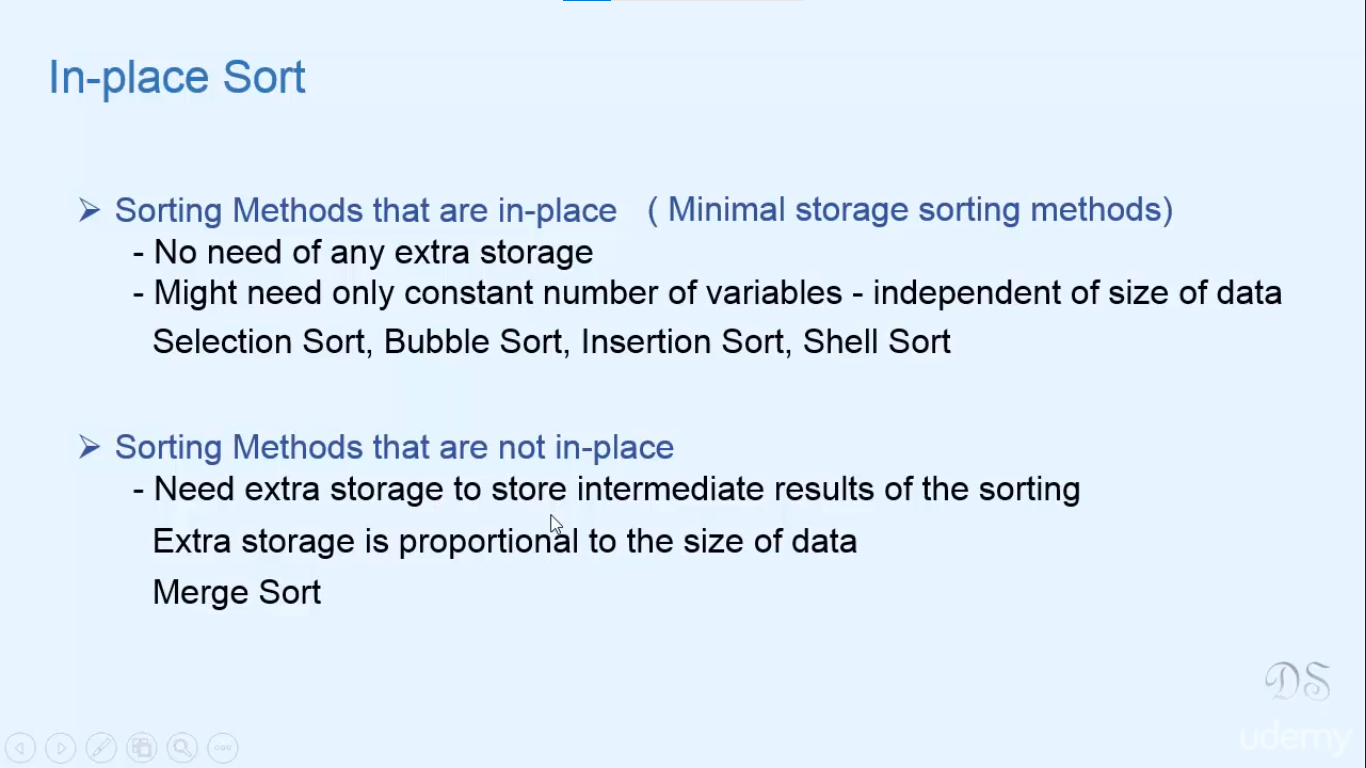 In-place Sort
➢ Sorting Methods that are in-place ( Minimal storage sorting methods)
- No need of any extra storage
- Might need only constant number of variables - independent of size of data
Selection Sort, Bubble Sort, Insertion Sort, Shell Sort
➢ Sorting Methods that are not in-place
- Need extra storage to store intermediate results of the sorting
Extra storage is proportional to the size of data
Merge Sort
DS
udemy